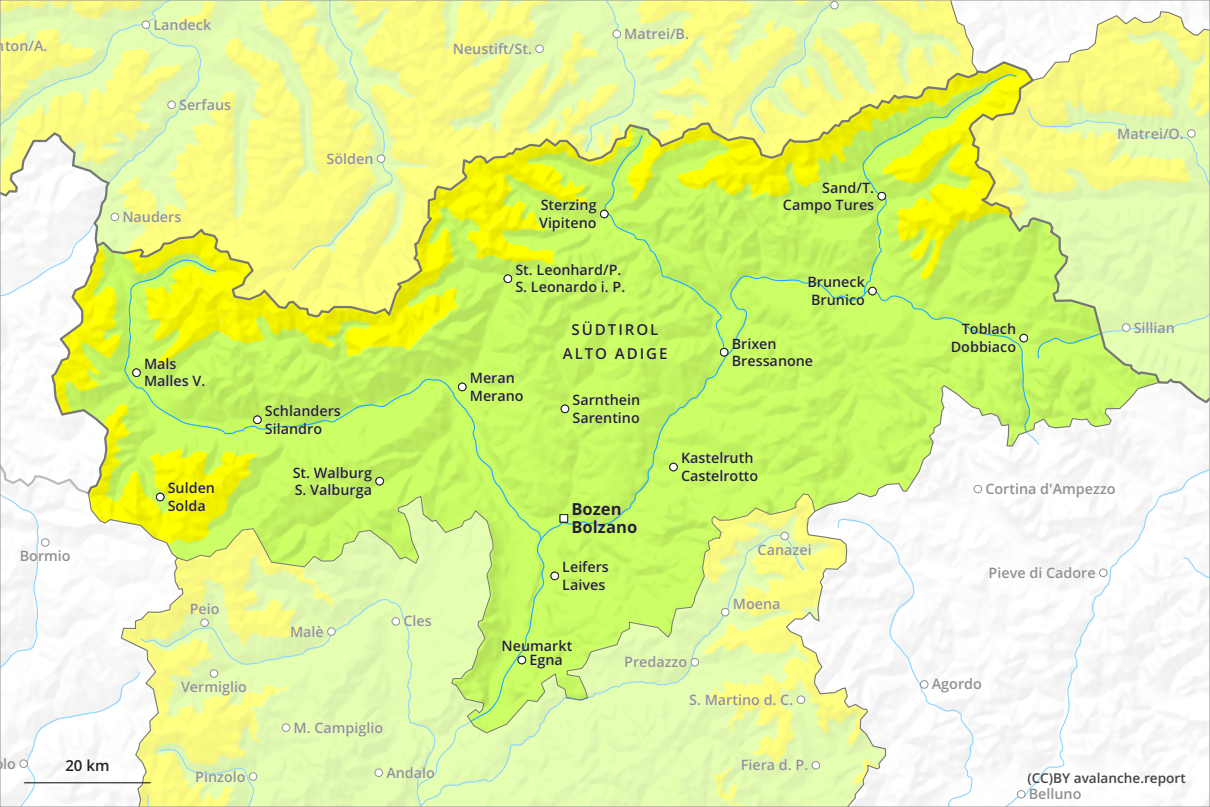 Landeck
nton/A.
Neustift/St.
Matrei/B.
Serfaus
Matrei/O.
Sölden
Sand/T.
Campo Tures
Nauders
Sterzing
Vipiteno
St. Leonhard/P.
S. Leonardo i. P.
Bruneck
Brunico
SÜDTIROL
ALTO ADIGE
Toblach
Dobbiaco
Sillian
Brixen
Bressanone
Mals
Malles V.
Meran
Merano
Schlanders
Silandro
Sarnthein
Sarentino
Kastelruth
Castelrotto
St. Walburg
S. Valburga
Sulden
Solda
Cortina d'Ampezzo
Bozen
Bolzano
Bormio
Canazei
Leifers
Laives
Pieve di Cadore
Peio
Moena
Malè
Cles
Neumarkt
Egna
Predazzo
Vermiglio
Agordo
S. Martino d. C.
M. Campiglio
20 km
lo
Pinzolo
Andalo
Fiera d. P.
(CC)BY avalanche.report
Belluno